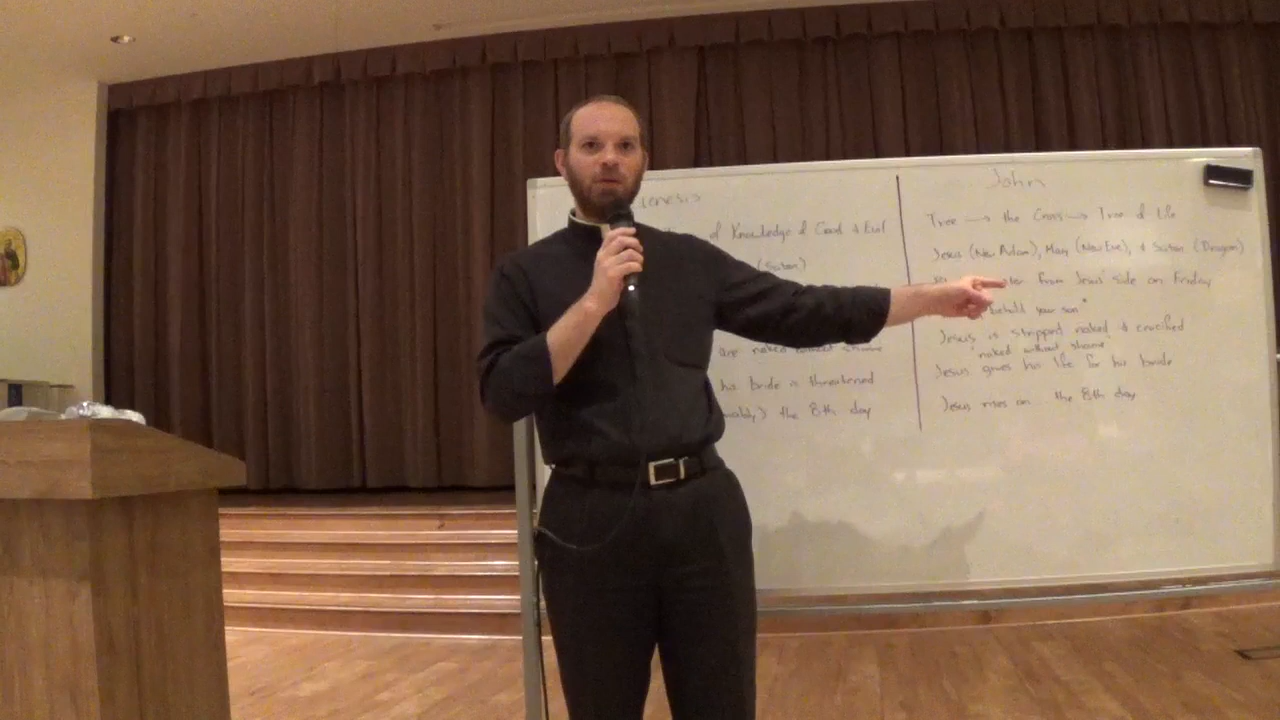 Genesis
of Knowledge of Good & Evil
(Satan)
are naked without shame
his bride is threatened
the 8th day
John
Tree → the Cross → Tree of Life
Jesus (New Adam), Mary (New Eve), & Satan (Dragon)
from Jesus' side on Friday
behold your son"
Jesus is stripped naked & crucified
"naked without shame"
Jesus gives his life for his bride
Jesus rises on the 8th day